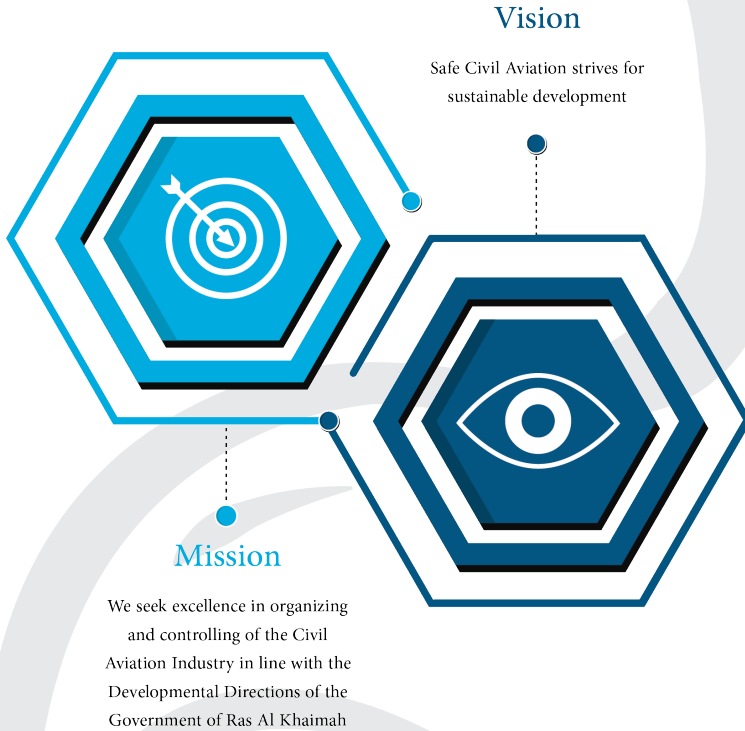 Vision
Safe Civil Aviation strives for
sustainable development
Mission
We seek excellence in organizing
and controlling of the Civil
Aviation Industry in line with the
Developmental Directions of the
Government of Ras Al Khaimah